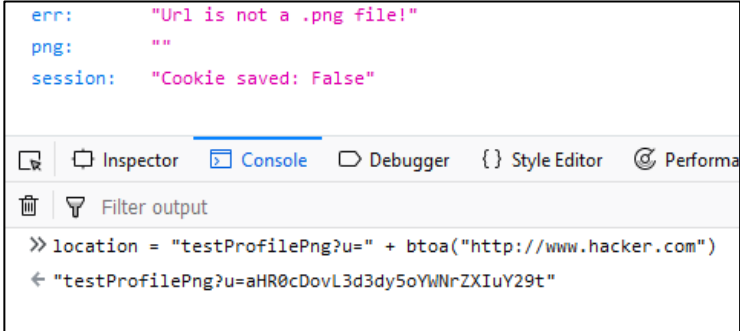 err: "Url is not a .png file!"
png: ""
session: "Cookie saved: False"
Inspector Console Debugger {} Style Editor Performa
Filter output
>> location = "testProfilePng?u=" + btoa("http://www.hacker.com")
← "testProfilePng?u=aHR0cDovL3d3dy5oYWNrZXIuY29t"